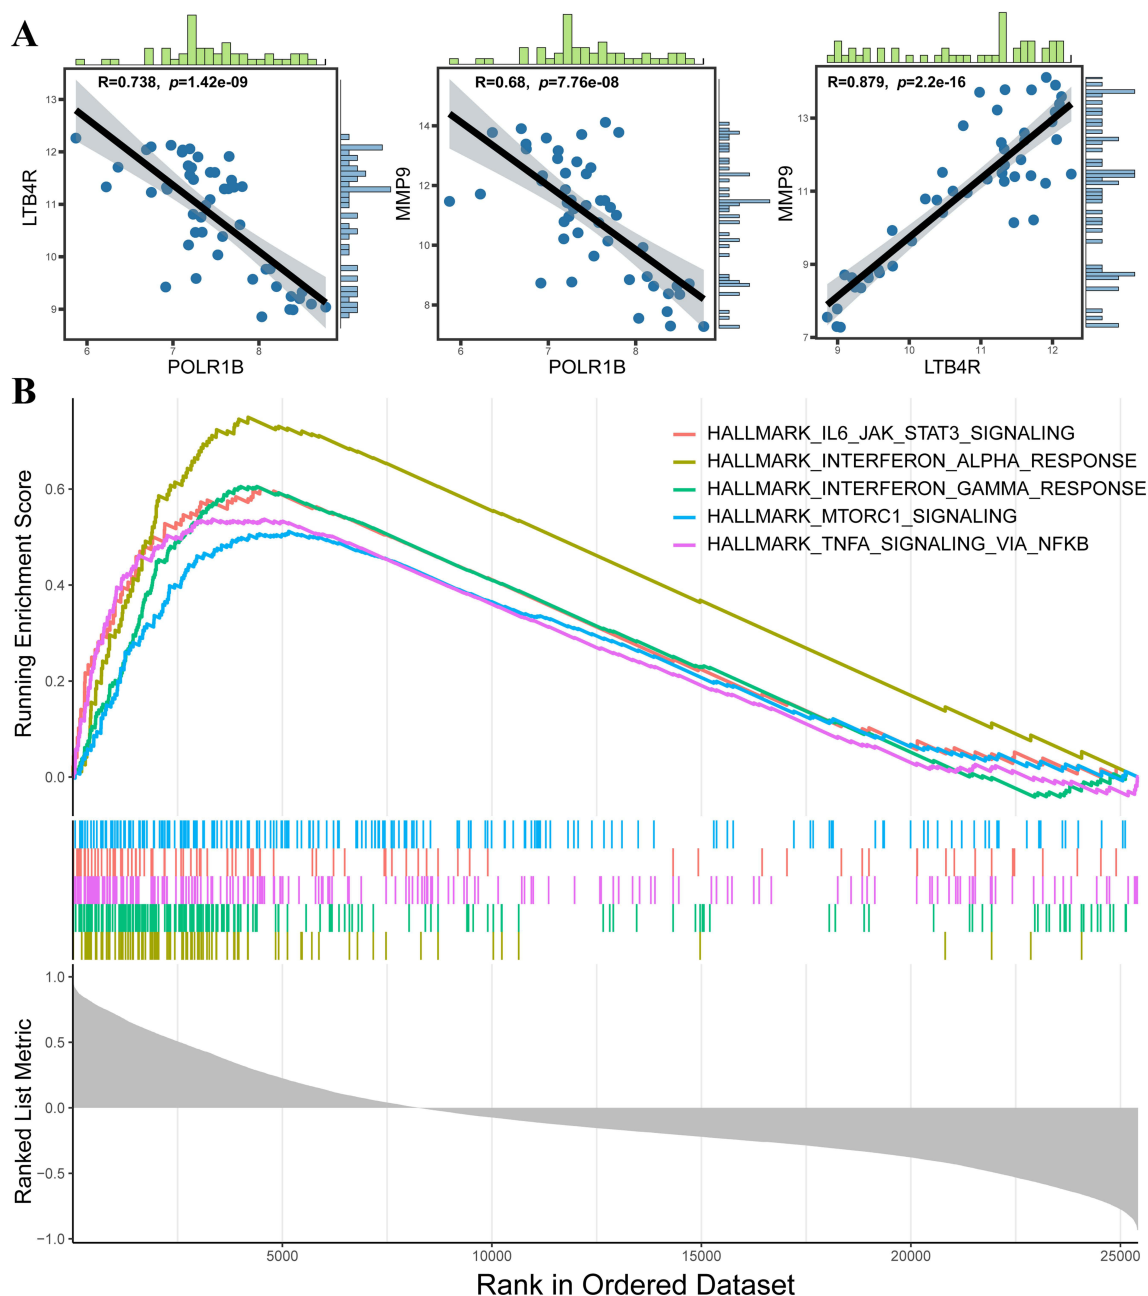 A
R=0.738, p=1.42e-09
13
12
11
10
9
LTB4R
6
7
8
POLR1B
R=0.68, p=7.76e-08
14
12
10
8
MMP9
6
7
8
POLR1B
R=0.879, p=2.2e-16
13
11
9
7
MMP9
9
10
11
12
LTB4R
B
HALLMARK_IL6_JAK_STAT3_SIGNALING
HALLMARK_INTERFERON_ALPHA_RESPONSE
HALLMARK_INTERFERON_GAMMA_RESPONSE
HALLMARK_MTORC1_SIGNALING
HALLMARK_TNFA_SIGNALING_VIA_NFKB
Running Enrichment Score
0.6
0.4
0.2
0.0
Ranked List Metric
1.0
0.5
0.0
−0.5
−1.0
5000
10000
15000
20000
25000
Rank in Ordered Dataset